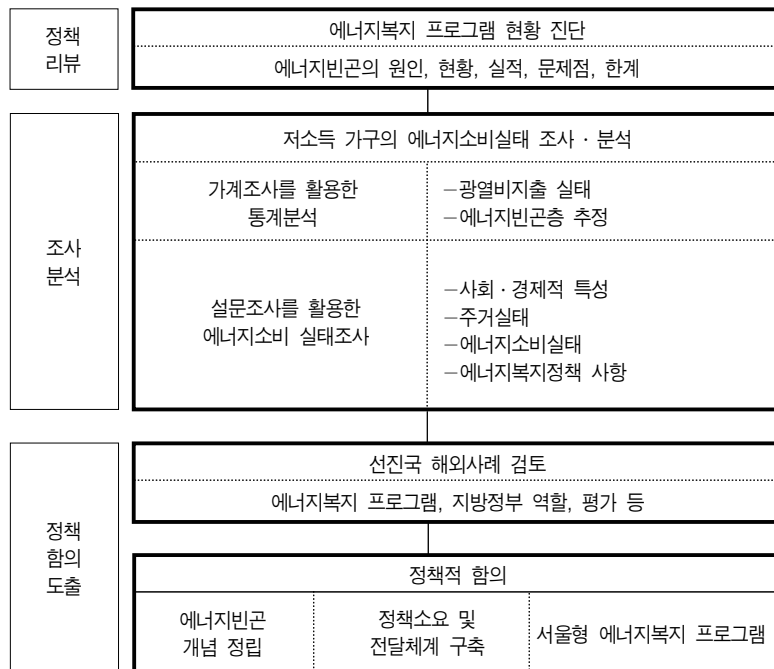 정책
리뷰
에너지복지 프로그램 현황 진단
에너지빈곤의 원인, 현황, 실적, 문제점, 한계
조사
분석
저소득 가구의 에너지소비실태 조사 · 분석
가계조사를 활용한
통계분석
－광열비지출 실태
－에너지빈곤층 추정
설문조사를 활용한
에너지소비 실태조사
－사회 · 경제적 특성
－주거실태
－에너지소비실태
－에너지복지정책 사항
정책
함의
도출
선진국 해외사례 검토
에너지복지 프로그램, 지방정부 역할, 평가 등
정책적 함의
에너지빈곤
개념 정립
정책소요 및
전달체계 구축
서울형 에너지복지 프로그램